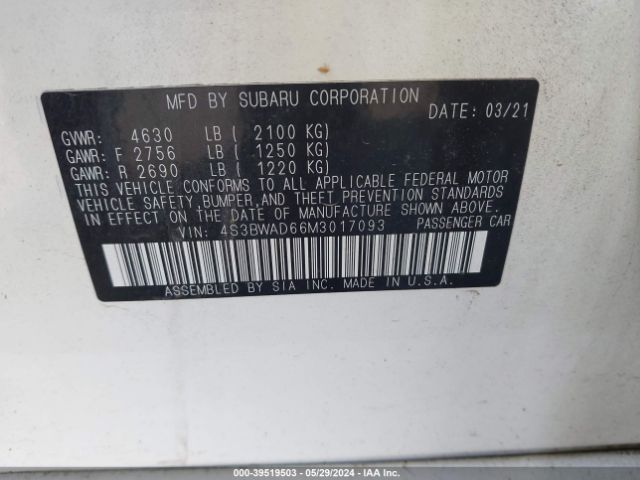 MFD BY SUBARU CORPORATION DATE: 03/21
GVWR: 4630 LB ( 2100 KG)
GAWR: F 2756 LB ( 1250 KG)
GAWR: R 2690 LB ( 1220 KG)
THIS VEHICLE CONFORMS TO ALL APPLICABLE FEDERAL MOTOR
VEHICLE SAFETY, BUMPER, AND THEFT PREVENTION STANDARDS
IN EFFECT ON THE DATE OF MANUFACTURE SHOWN ABOVE.
VIN: 4S3BWAD66M3017093 PASSENGER CAR
ASSEMBLED BY SIA INC. MADE IN U.S.A.
000-39519503 — 05/29/2024 — IAA Inc.